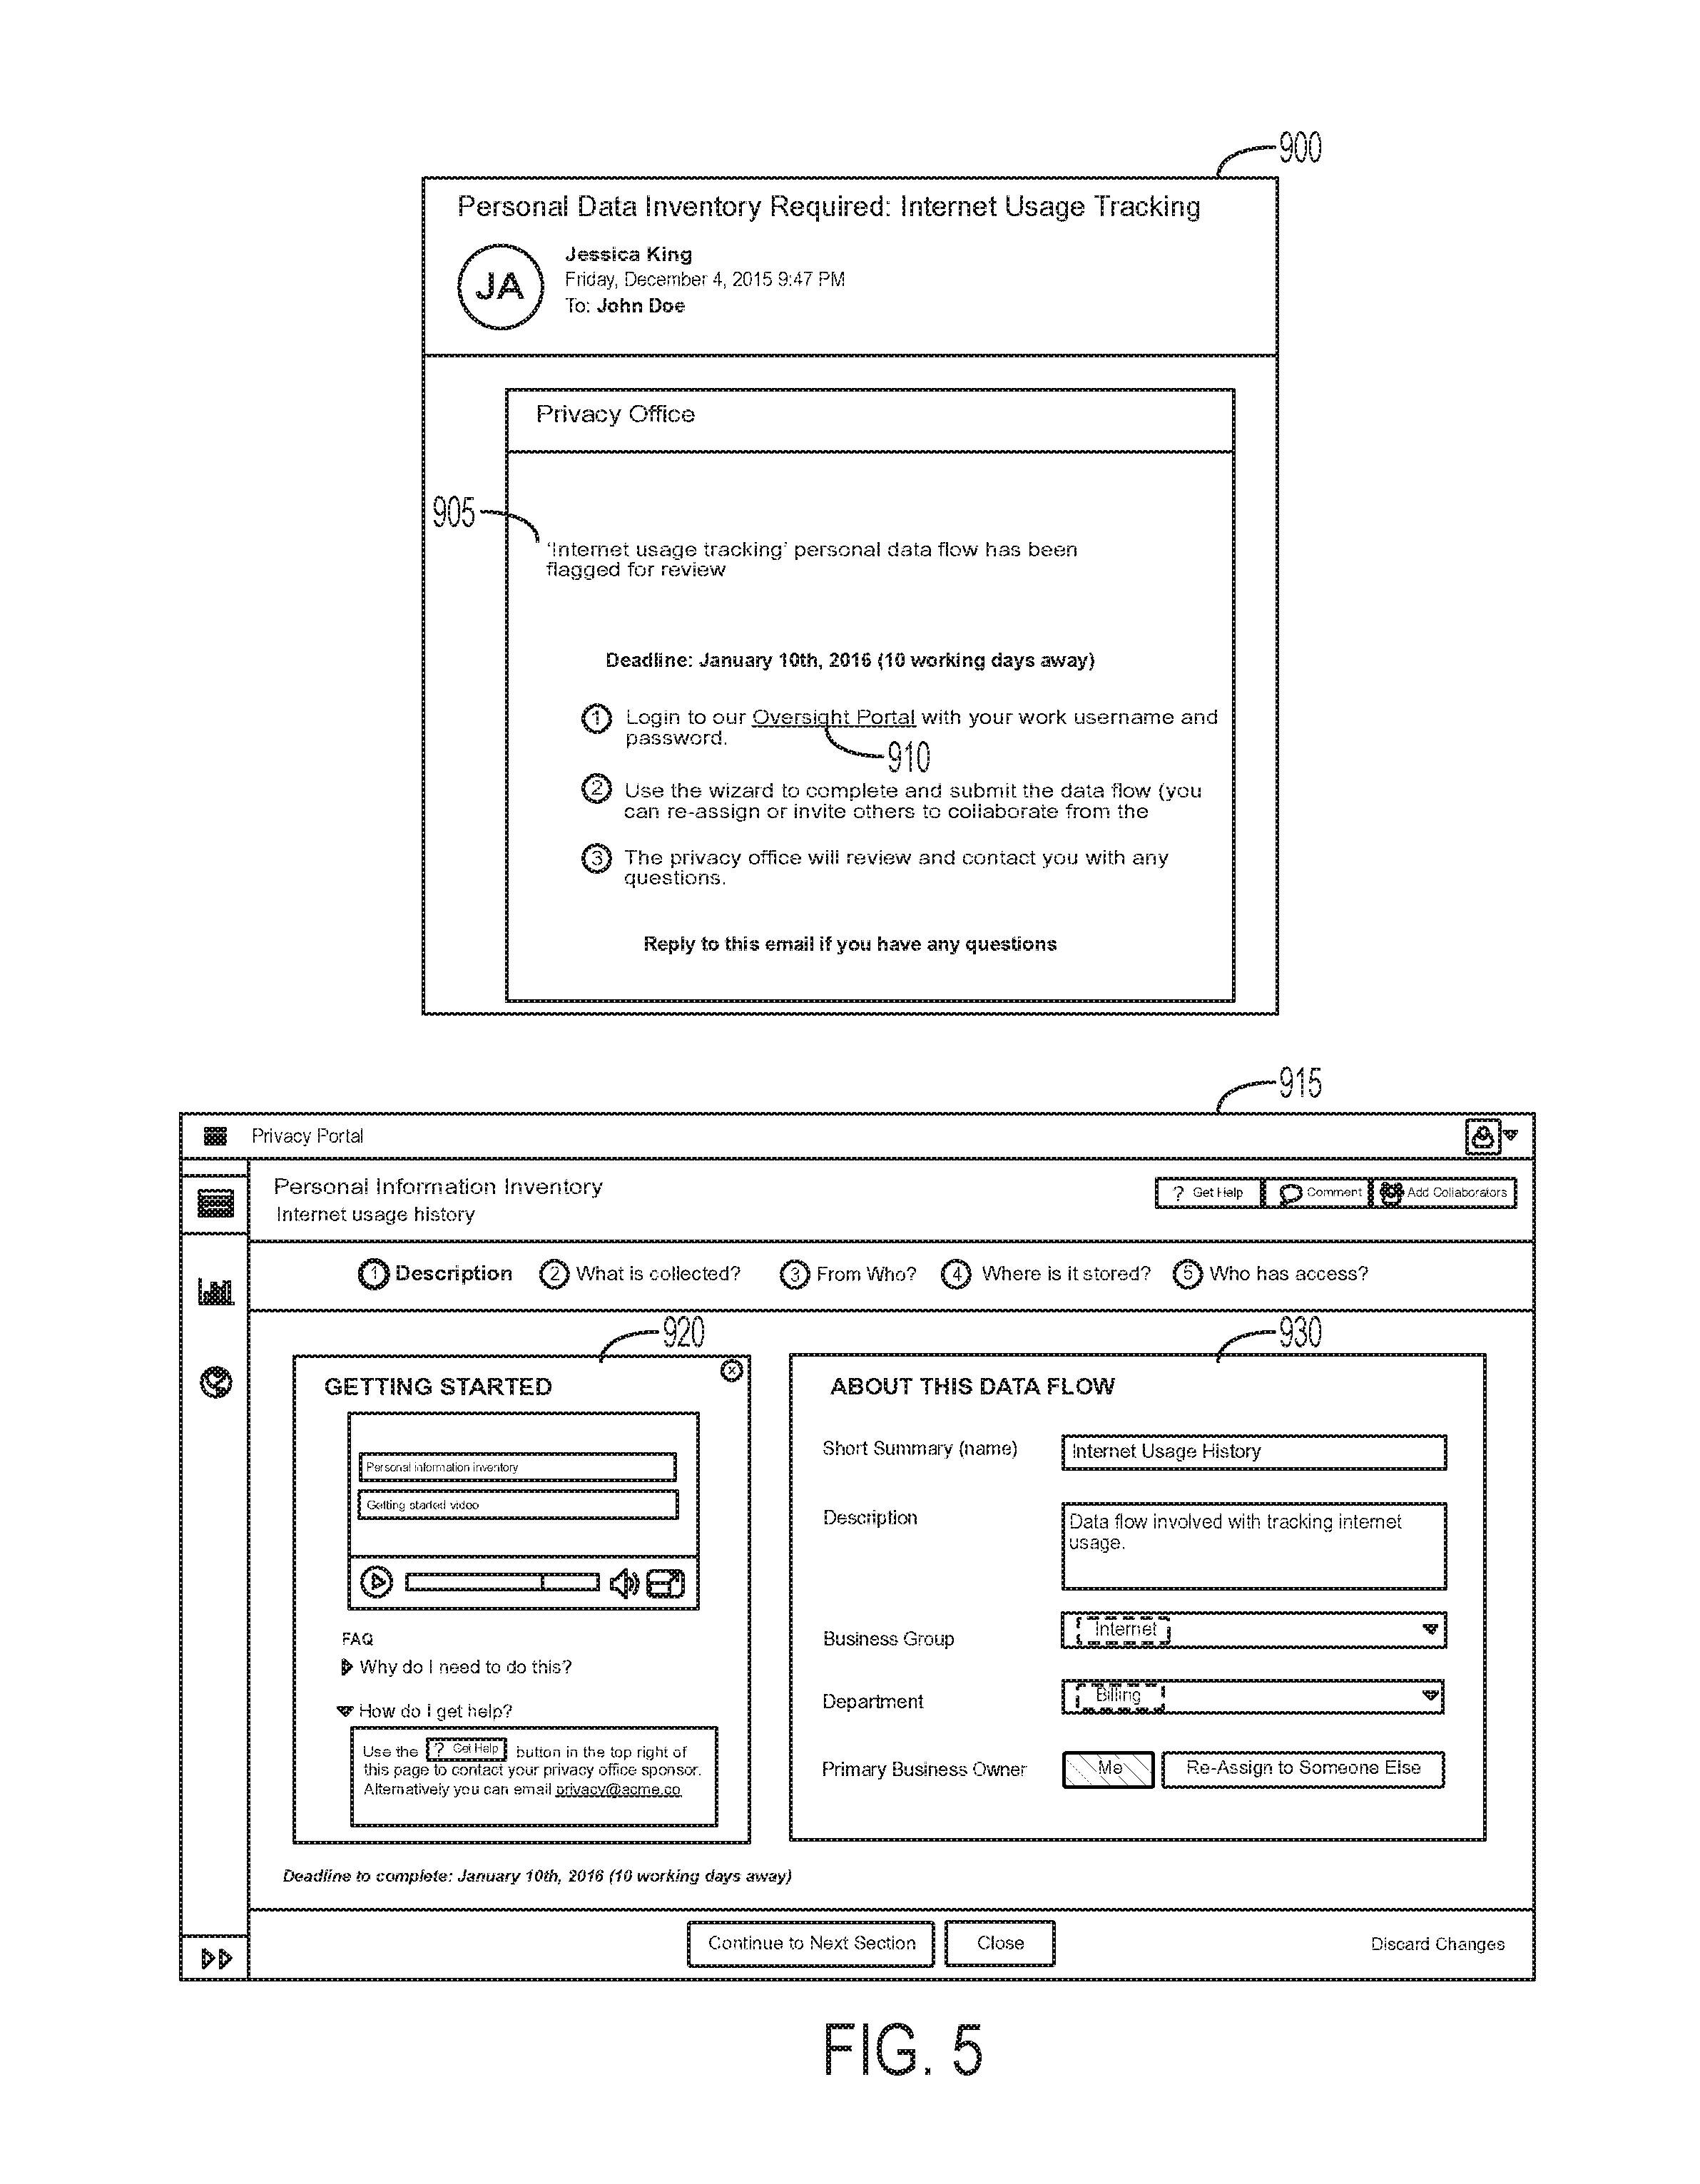 900
Personal Data Inventory Required: Internet Usage Tracking
JA
Jessica King
Friday, December 4, 2015 9:47 PM
To: John Doe
Privacy Office
905
'Internet usage tracking' personal data flow has been
flagged for review
Deadline: January 10th, 2016 (10 working days away)
1 Login to our Oversight Portal with your work username and
password.
910
2 Use the wizard to complete and submit the data flow (you
can re-assign or invite others to collaborate from the
3 The privacy office will review and contact you with any
questions.
Reply to this email if you have any questions
915
Privacy Portal
Personal Information Inventory
Internet usage history
? Get Help
Comment
Add Collaborators
1 Description 2 What is collected? 3 From Who? 4 Where is it stored? 5 Who has access?
920
GETTING STARTED
Personal information inventory
Getting started video
FAQ
Why do I need to do this?
How do I get help?
Use the ? Get Help button in the top right of
this page to contact your privacy office sponsor.
Alternatively you can email privacy@acme.co
930
ABOUT THIS DATA FLOW
Short Summary (name) Internet Usage History
Description Data flow involved with tracking internet
usage.
Business Group Internet
Department Billing
Primary Business Owner Me Re-Assign to Someone Else
Deadline to complete: January 10th, 2016 (10 working days away)
Continue to Next Section Close Discard Changes
FIG. 5